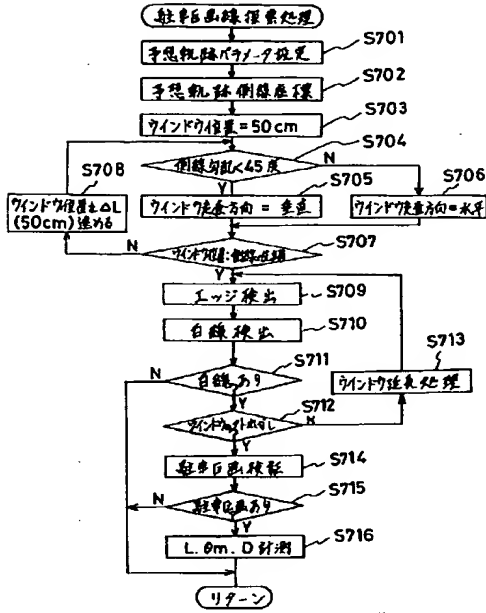 駐車区画線探索処理
S701
予想軌跡パラメータ設定
S702
予想軌跡側線座標
S703
ウインドウ位置=50cm
S704
側線勾配<45度
N
S708
Y
S705
S706
ウインドウ位置をΔL
(50cm)進める
ウインドウ走査方向=垂直
ウインドウ走査方向=水平
S707
N
ウインドウ位置
Y
S709
エッジ検出
S710
白線検出
S713
S711
N
白線あり
ウインドウ延長処理
Y
S712
N
Y
S714
駐車区画検証
S715
N
駐車区画あり
Y
S716
L.θm.D計測
リターン